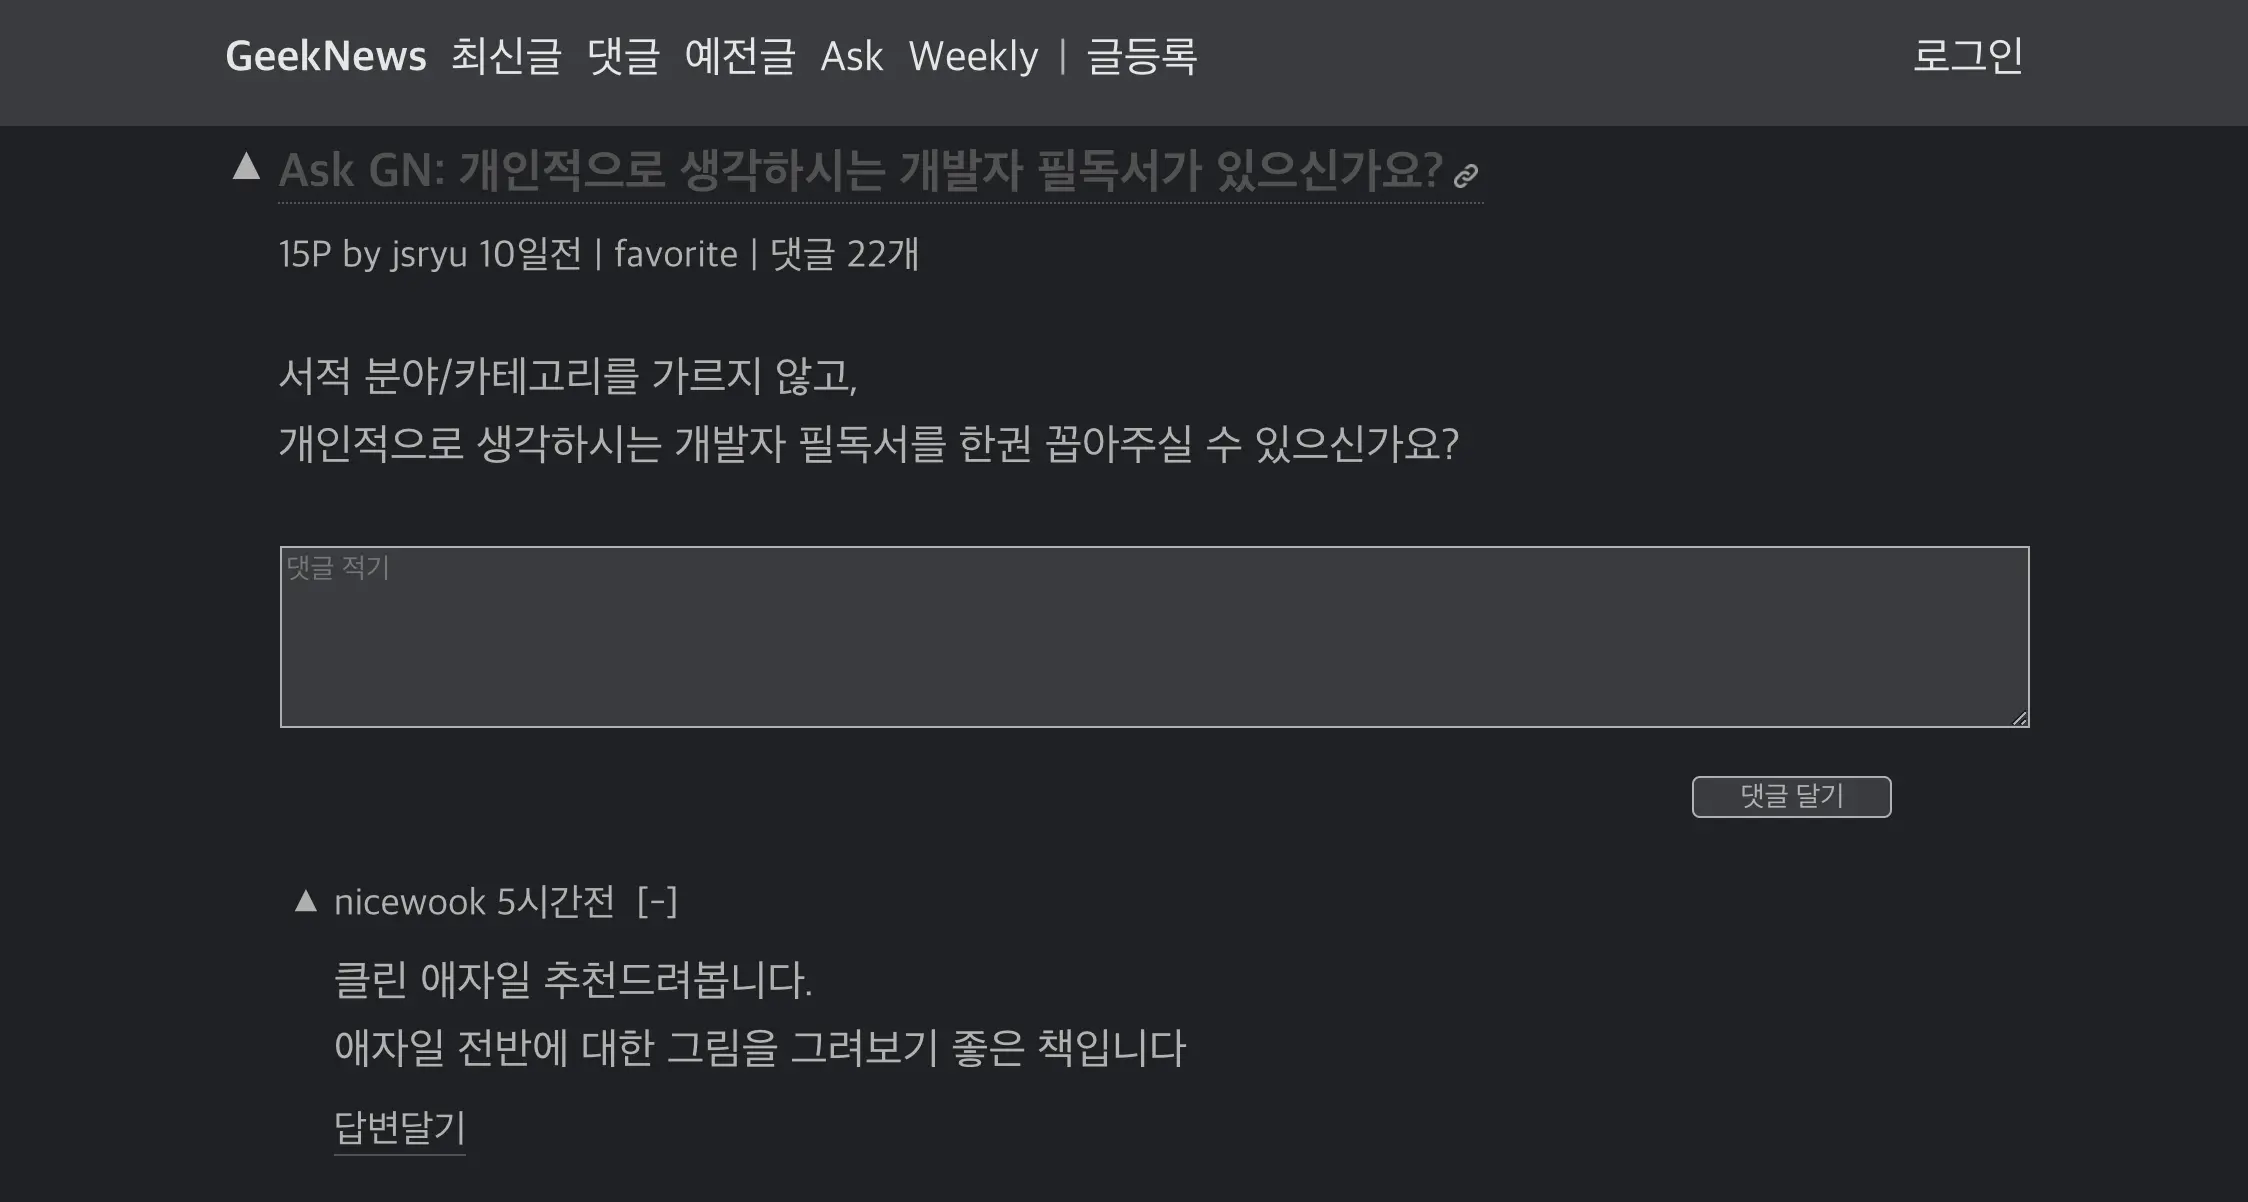 GeekNews 최신글 댓글 예전글 Ask Weekly | 글등록 로그인
▲ Ask GN: 개인적으로 생각하시는 개발자 필독서가 있으신가요?
15P by jsryu 10일전 | favorite | 댓글 22개
서적 분야/카테고리를 가르지 않고,
개인적으로 생각하시는 개발자 필독서를 한권 꼽아주실 수 있으신가요?
댓글 적기
댓글 달기
▲ nicewook 5시간전 [-]
클린 애자일 추천드려봅니다.
애자일 전반에 대한 그림을 그려보기 좋은 책입니다
답변달기